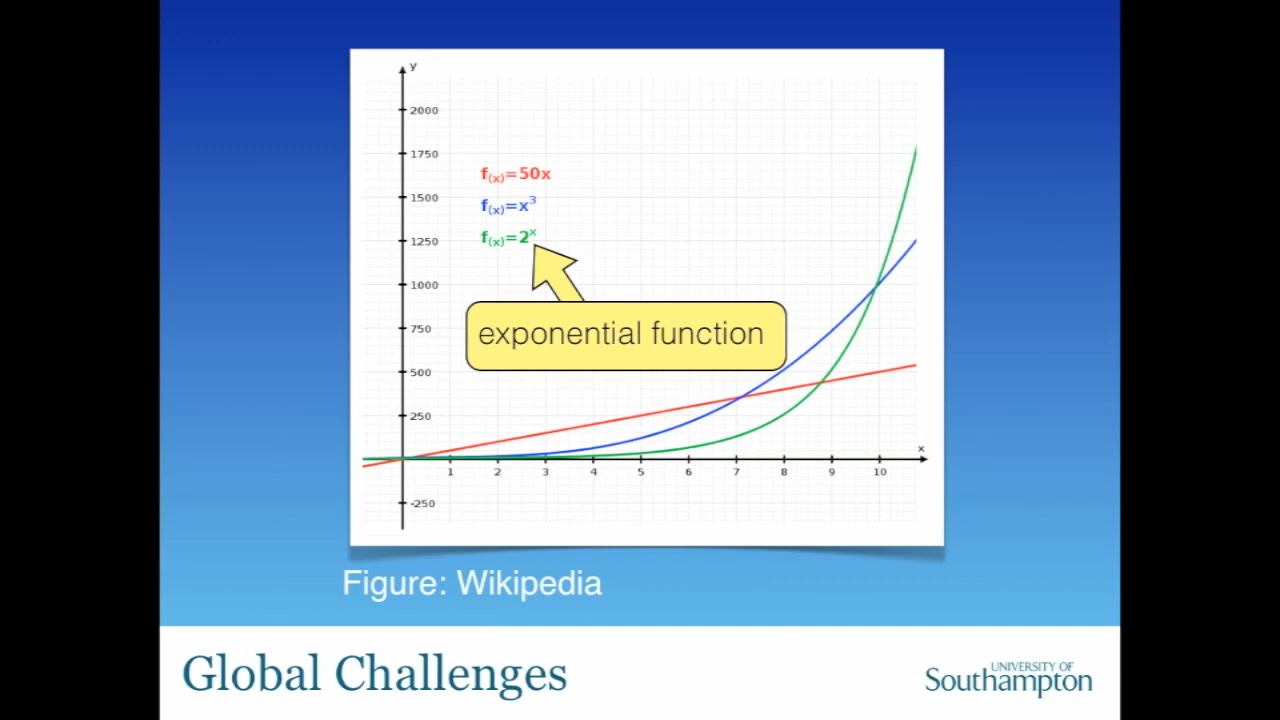 y
2000
1750
f(x)=50x
1500
f(x)=x³
f(x)=2ˣ
1250
1000
exponential function
750
500
250
x
1 2 3 4 5 6 7 8 9 10
-250
Figure: Wikipedia
Global Challenges
UNIVERSITY OF
Southampton